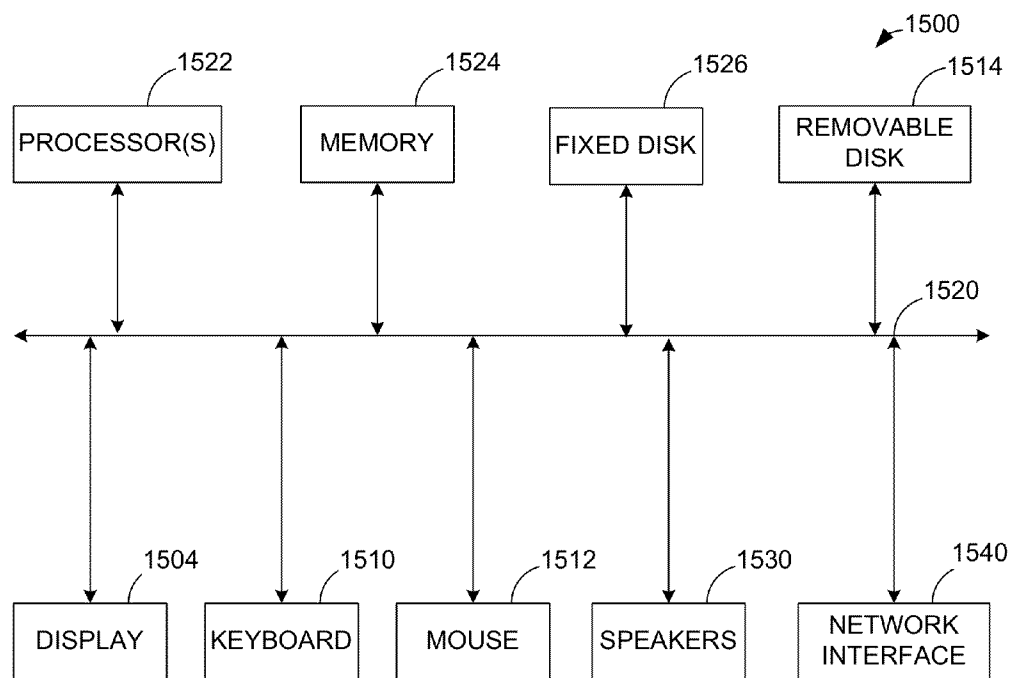 1500
1522
1524
1526
1514
PROCESSOR(S)
MEMORY
FIXED DISK
REMOVABLE
DISK
1520
1504
1510
1512
1530
1540
DISPLAY
KEYBOARD
MOUSE
SPEAKERS
NETWORK
INTERFACE